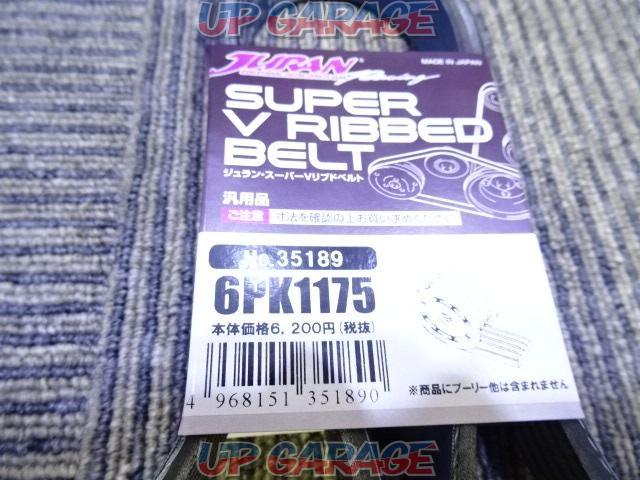 UP GARAGE
JURAN Racing
MADE IN JAPAN
SUPER
V RIBBED
BELT
ジュラン・スーパーVリブドベルト
汎用品
ご注意 寸法を確認の上お買い求めください
No.35189
6PK1175
本体価格6,200円(税抜)
4 968151 351890
※商品にプーリー他は含まれません
UP GARAGE